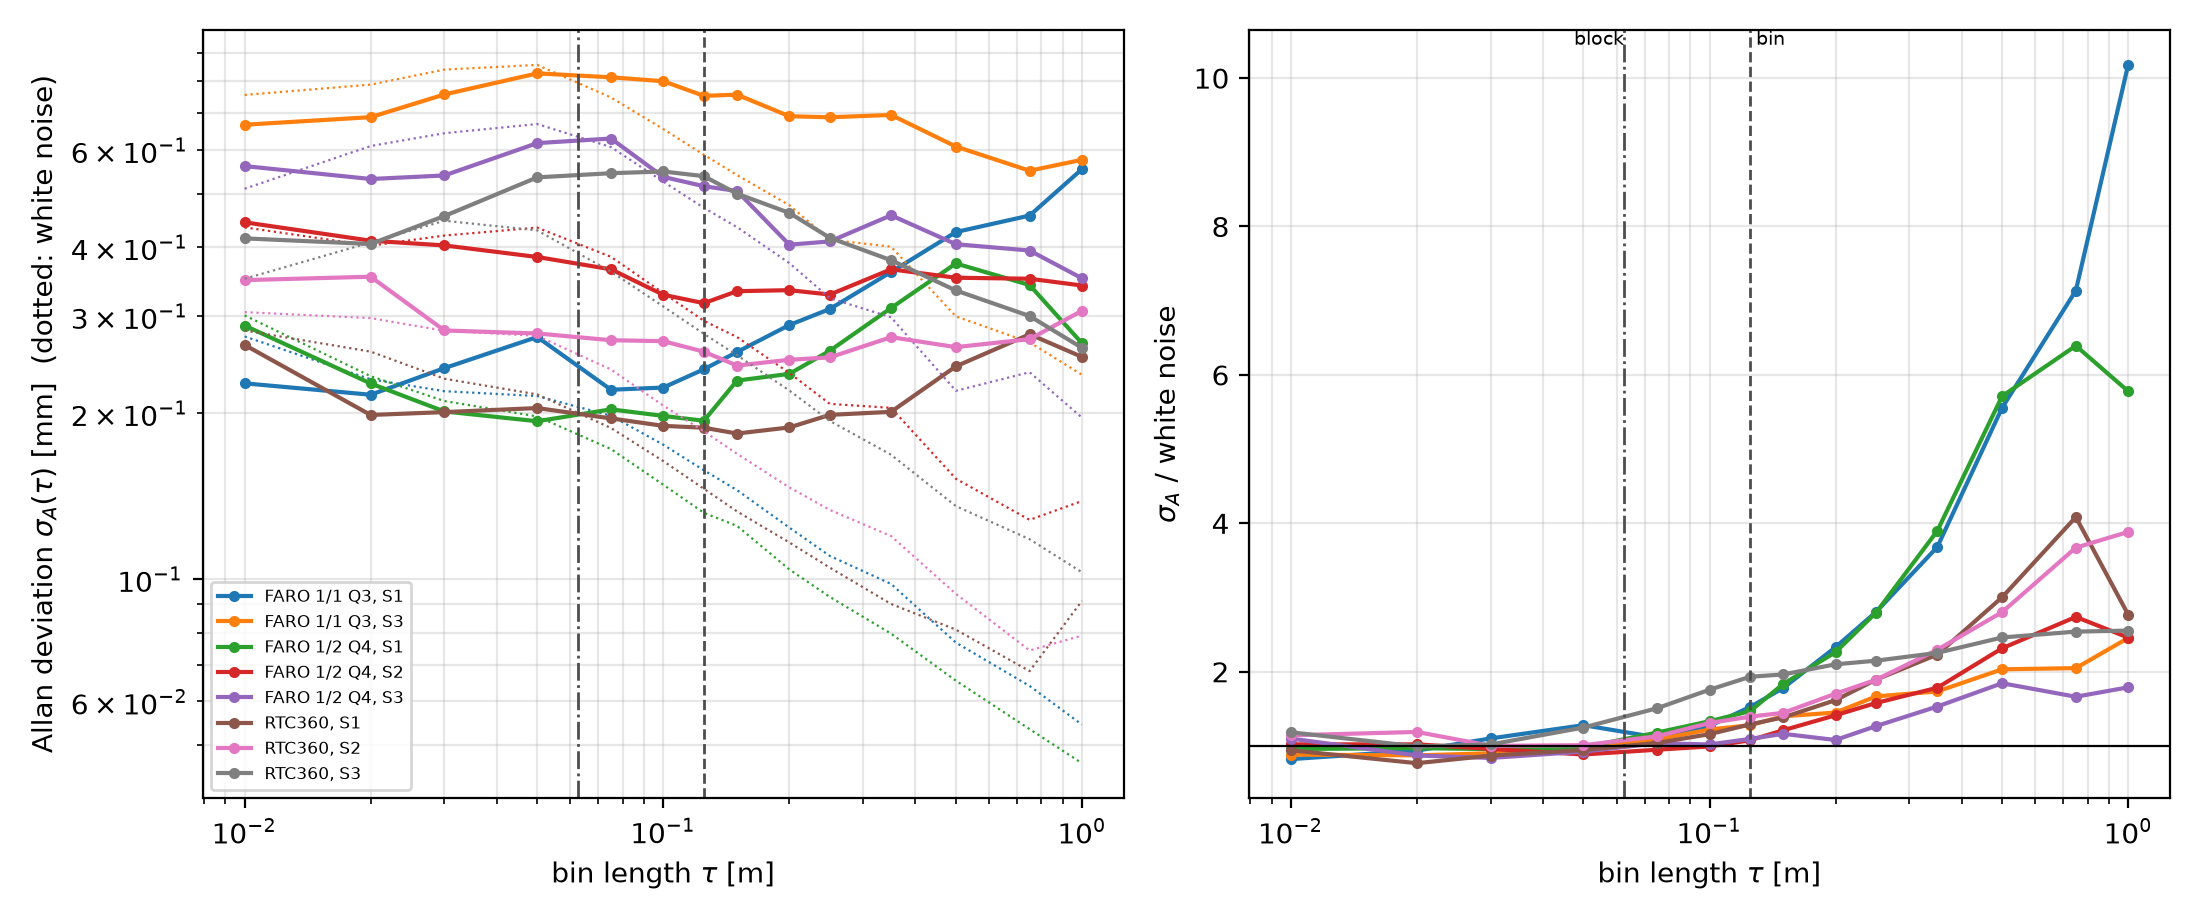 Allan deviation σ_A(τ) [mm]  (dotted: white noise)
6 × 10⁻¹
4 × 10⁻¹
3 × 10⁻¹
2 × 10⁻¹
10⁻¹
6 × 10⁻²
FARO 1/1 Q3, S1
FARO 1/1 Q3, S3
FARO 1/2 Q4, S1
FARO 1/2 Q4, S2
FARO 1/2 Q4, S3
RTC360, S1
RTC360, S2
RTC360, S3
10⁻² 10⁻¹ 10⁰
bin length τ [m]
σ_A / white noise
block bin
10
8
6
4
2
10⁻² 10⁻¹ 10⁰
bin length τ [m]